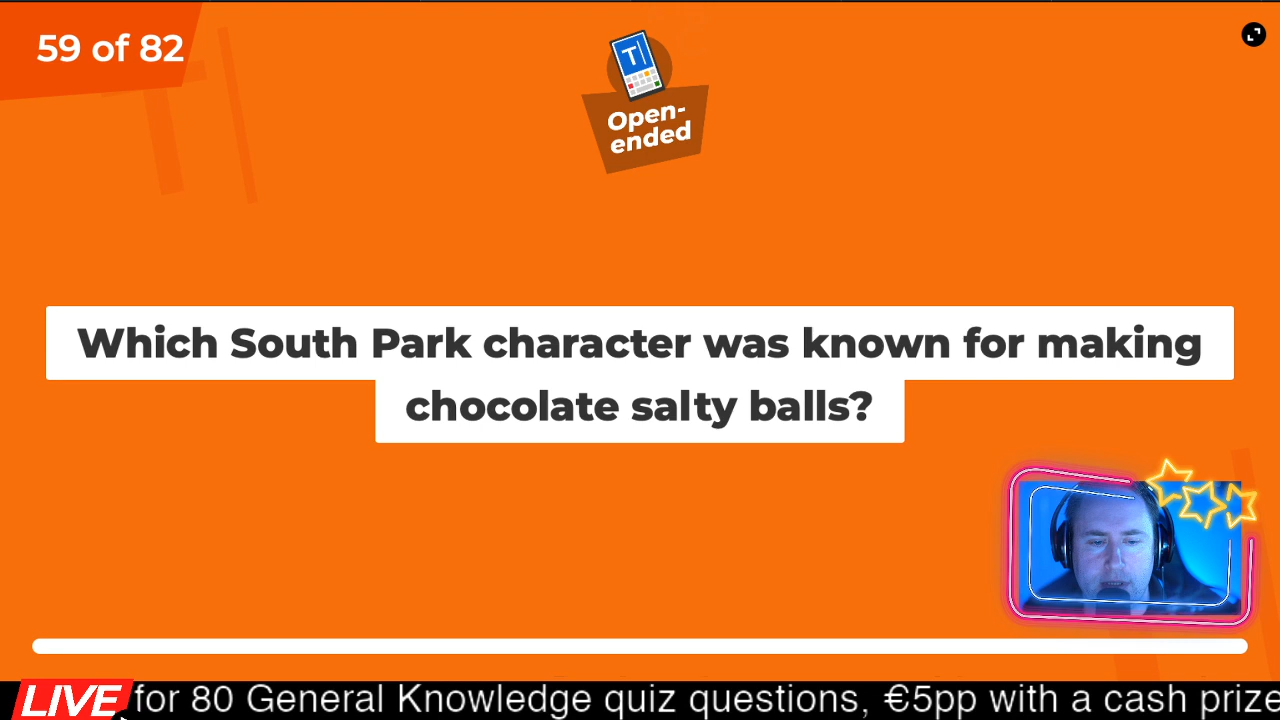 59 of 82
T
Open-
ended
Which South Park character was known for making
chocolate salty balls?
LIVE for 80 General Knowledge quiz questions, €5pp with a cash prize